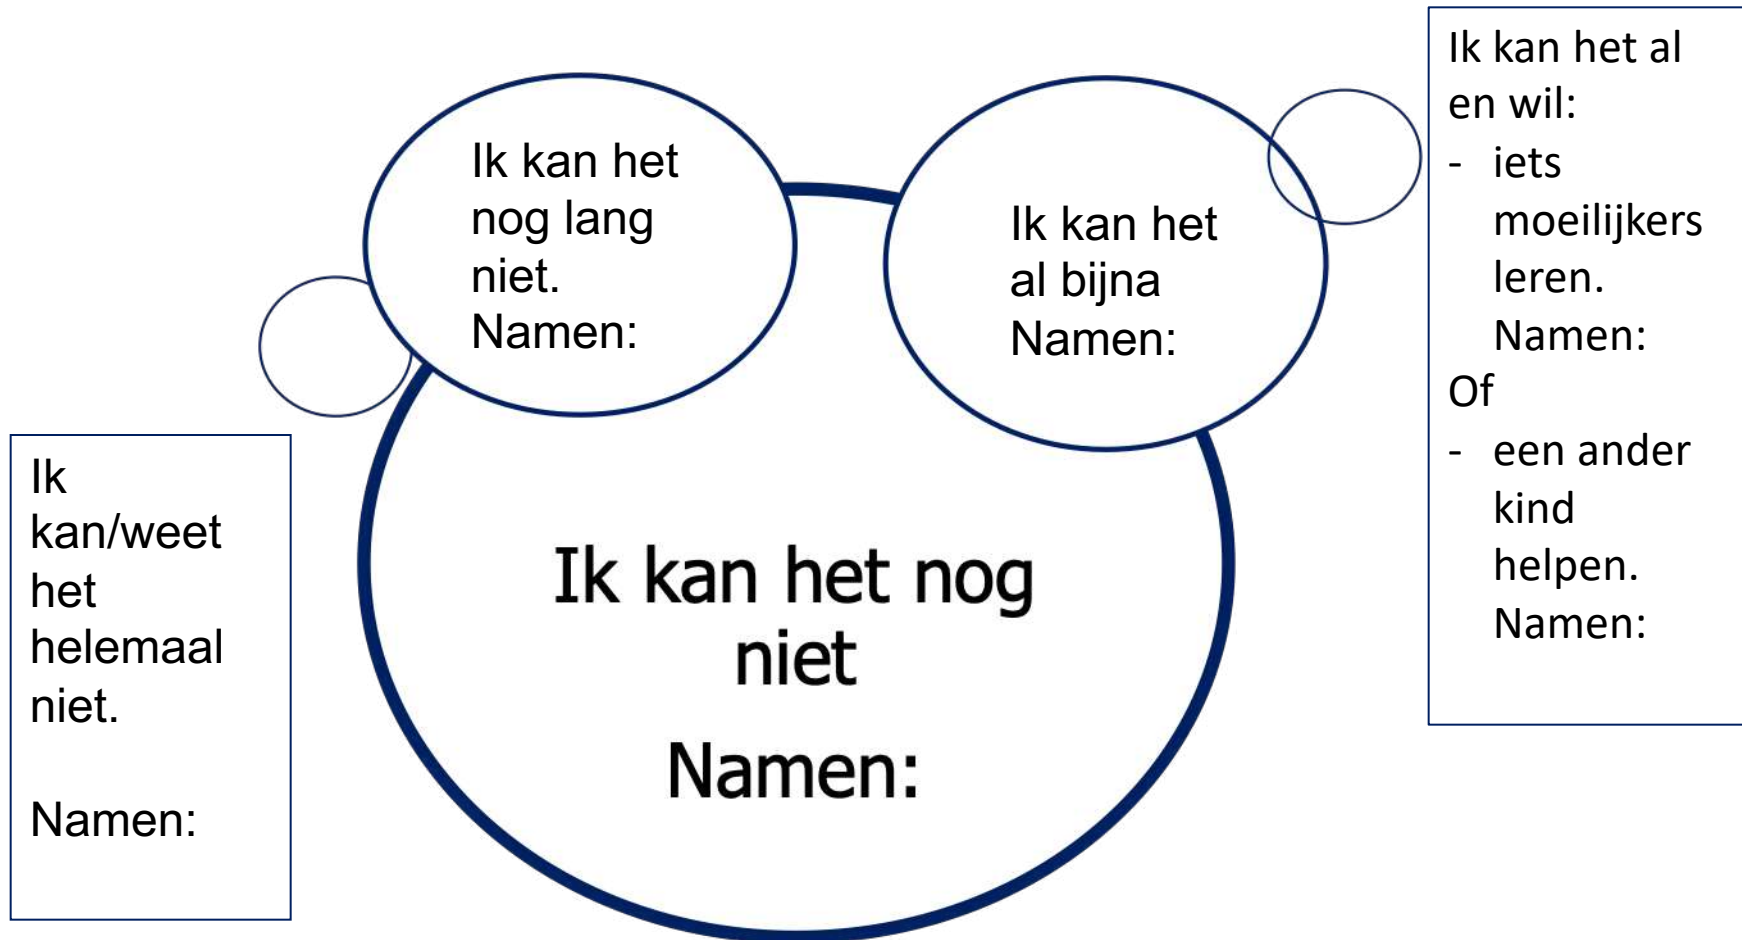 Ik
kan/weet
het
helemaal
niet.
Namen:
Ik kan het
nog lang
niet.
Namen:
Ik kan het nog
niet
Namen:
Ik kan het
al bijna
Namen:
Ik kan het al
en wil:
- iets
moeilijkers
leren.
Namen:
Of
- een ander
kind
helpen.
Namen: